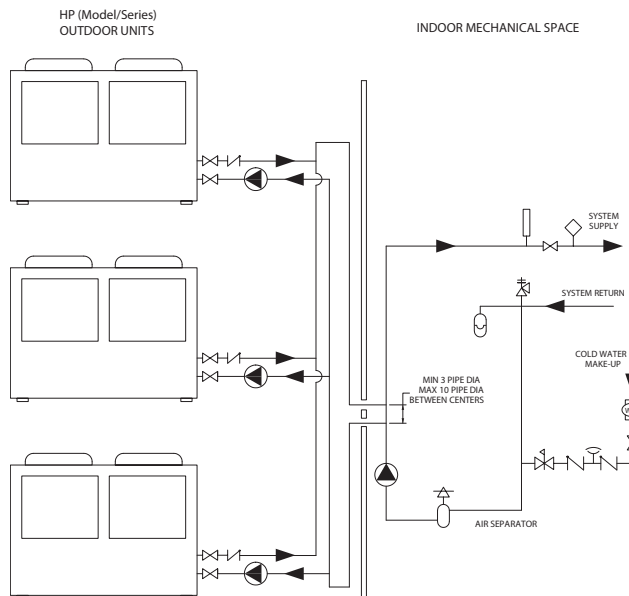 HP (Model/Series)
OUTDOOR UNITS
INDOOR MECHANICAL SPACE
SYSTEM
SUPPLY
SYSTEM RETURN
COLD WATER
MAKE-UP
MIN 3 PIPE DIA
MAX 10 PIPE DIA
BETWEEN CENTERS
AIR SEPARATOR